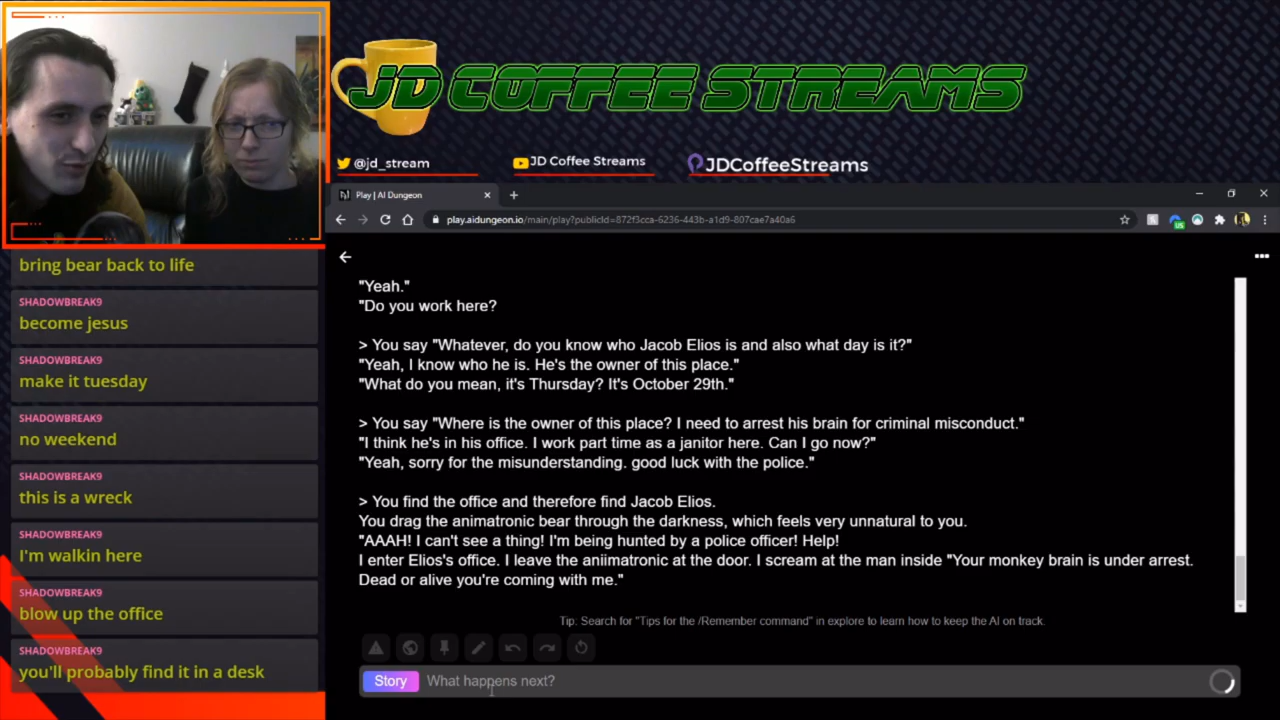 JD COFFEE STREAMS
@jd_stream
JD Coffee Streams
JDCoffeeStreams
Play | AI Dungeon
play.aidungeon.io/main/play?publicId=872f3cca-6236-443b-a1d9-807cae7a40a6
bring bear back to life
SHADOWBREAK9
become jesus
SHADOWBREAK9
make it tuesday
SHADOWBREAK9
no weekend
SHADOWBREAK9
this is a wreck
SHADOWBREAK9
I'm walkin here
SHADOWBREAK9
blow up the office
SHADOWBREAK9
you'll probably find it in a desk
"Yeah."
"Do you work here?
> You say "Whatever, do you know who Jacob Elios is and also what day is it?"
"Yeah, I know who he is. He's the owner of this place."
"What do you mean, it's Thursday? It's October 29th."
> You say "Where is the owner of this place? I need to arrest his brain for criminal misconduct."
"I think he's in his office. I work part time as a janitor here. Can I go now?"
"Yeah, sorry for the misunderstanding. good luck with the police."
> You find the office and therefore find Jacob Elios.
You drag the animatronic bear through the darkness, which feels very unnatural to you.
"AAAH! I can't see a thing! I'm being hunted by a police officer! Help!
I enter Elios's office. I leave the aniimatronic at the door. I scream at the man inside "Your monkey brain is under arrest.
Dead or alive you're coming with me."
Tip: Search for "Tips for the /Remember command" in explore to learn how to keep the AI on track.
Story
What happens next?